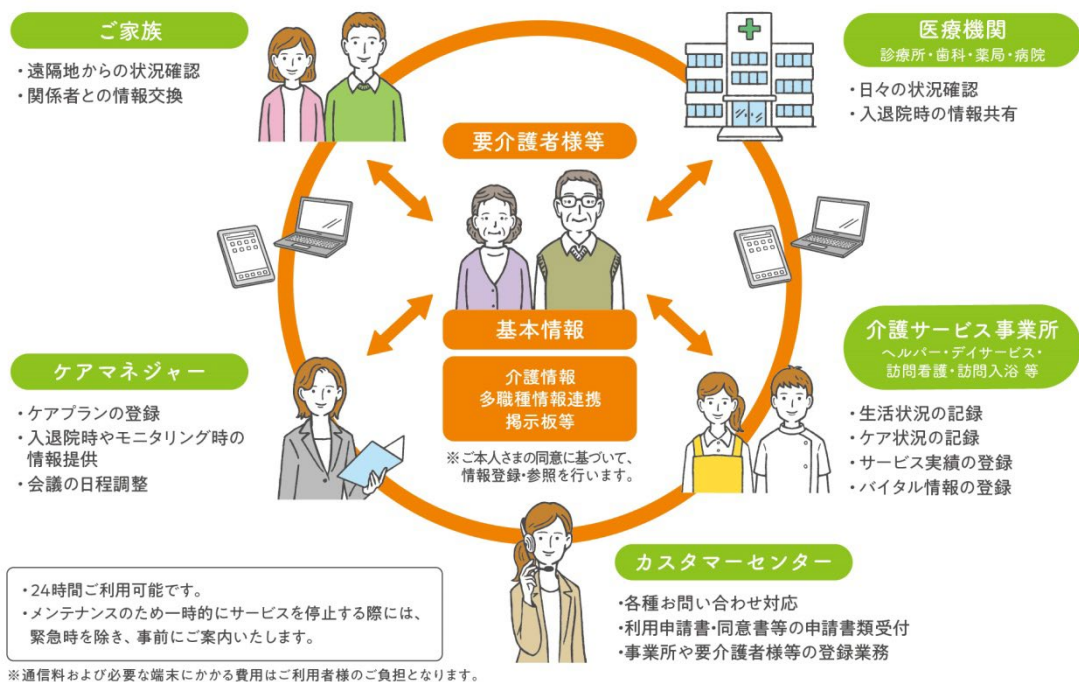 ご家族
・遠隔地からの状況確認
・関係者との情報交換
医療機関
診療所・歯科・薬局・病院
・日々の状況確認
・入退院時の情報共有
要介護者様等
基本情報
介護情報
多職種情報連携
掲示板等
※ご本人さまの同意に基づいて、
情報登録・参照を行います。
ケアマネジャー
・ケアプランの登録
・入退院時やモニタリング時の
情報提供
・会議の日程調整
介護サービス事業所
ヘルパー・デイサービス・
訪問看護・訪問入浴 等
・生活状況の記録
・ケア状況の記録
・サービス実績の登録
・バイタル情報の登録
カスタマーセンター
・各種お問い合わせ対応
・利用申請書・同意書等の申請書類受付
・事業所や要介護者様等の登録業務
・24時間ご利用可能です。
・メンテナンスのため一時的にサービスを停止する際には、
緊急時を除き、事前にご案内いたします。
※通信料および必要な端末にかかる費用はご利用者様のご負担となります。